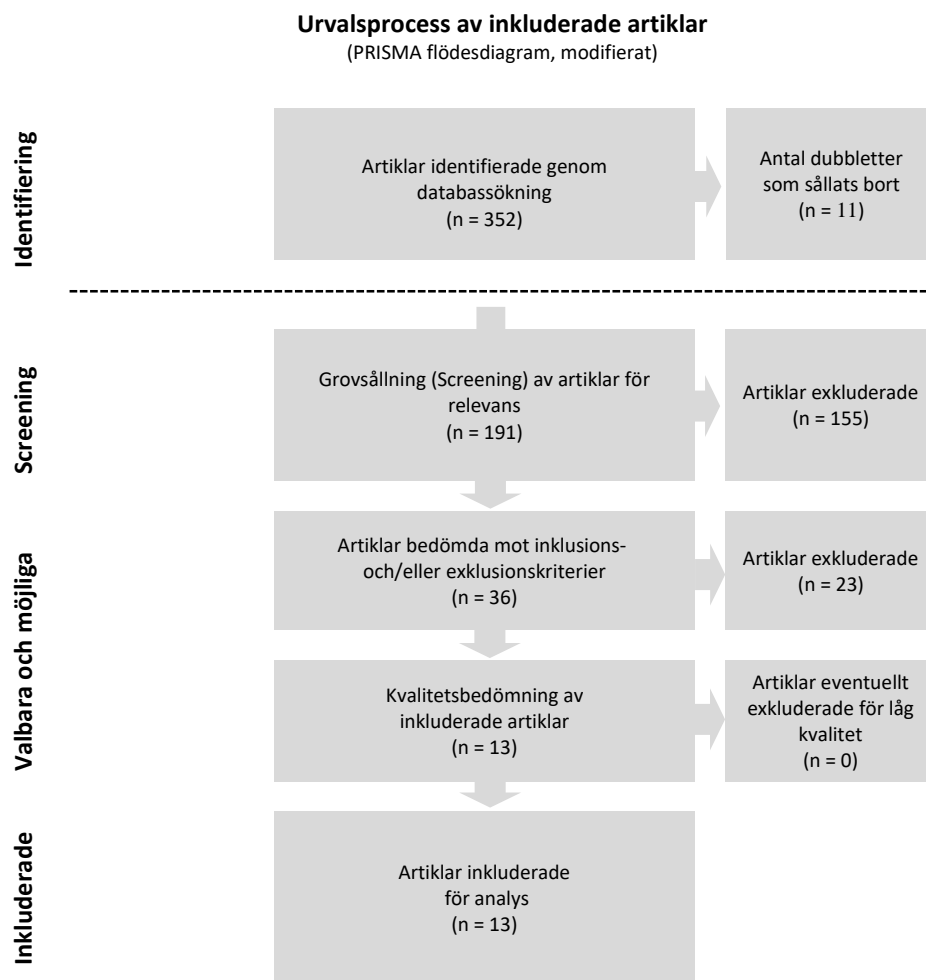 Urvalsprocess av inkluderade artiklar
(PRISMA flödesdiagram, modifierat)
Identifiering
Artiklar identifierade genom
databassökning
(n = 352)
Antal dubbletter
som sållats bort
(n = 11)
Screening
Grovsållning (Screening) av artiklar för
relevans
(n = 191)
Artiklar exkluderade
(n = 155)
Valbara och möjliga
Artiklar bedömda mot inklusions-
och/eller exklusionskriterier
(n = 36)
Artiklar exkluderade
(n = 23)
Kvalitetsbedömning av
inkluderade artiklar
(n = 13)
Artiklar eventuellt
exkluderade för låg
kvalitet
(n = 0)
Inkluderade
Artiklar inkluderade
för analys
(n = 13)